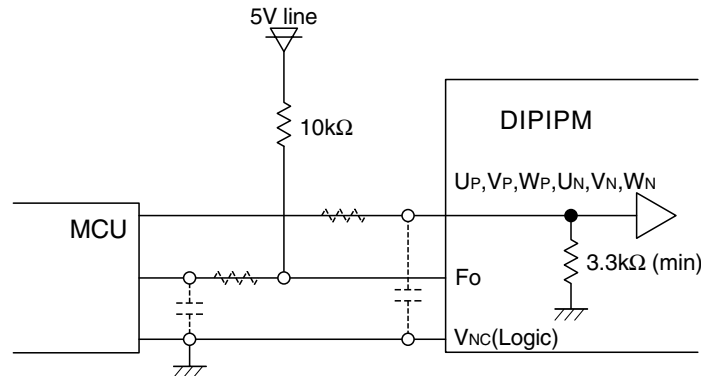 5V line
10kΩ
DIPIPM
UP,VP,WP,UN,VN,WN
MCU
3.3kΩ (min)
Fo
VNC(Logic)